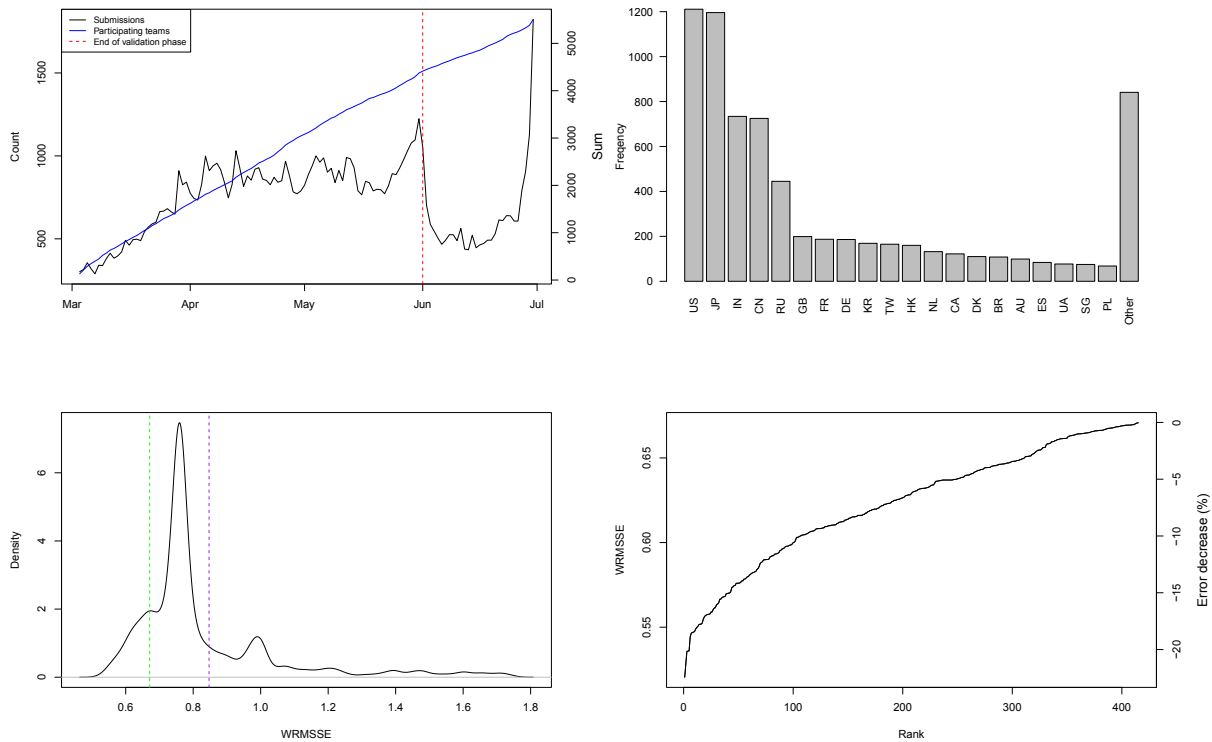 Submissions
Participating teams
End of validation phase
Count
500
1000
1500
Sum
0
1000
2000
3000
4000
5000
Mar
Apr
May
Jun
Jul
Freqency
0
200
400
600
800
1000
1200
US
JP
IN
CN
RU
GB
FR
DE
KR
TW
HK
NL
CA
DK
BR
AU
ES
UA
SG
PL
Other
Density
0
2
4
6
0.6
0.8
1.0
1.2
1.4
1.6
1.8
WRMSSE
WRMSSE
0.55
0.60
0.65
Error decrease (%)
0
−5
−10
−15
−20
0
100
200
300
400
Rank